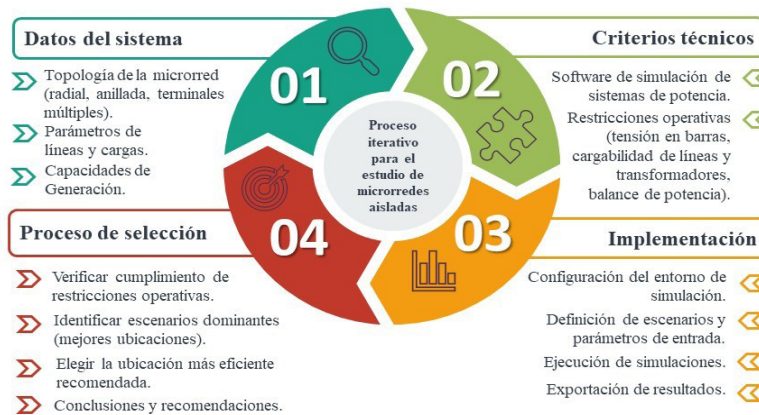 Datos del sistema
Topología de la microrred
(radial, anillada, terminales
múltiples).
Parámetros de
líneas y cargas.
Capacidades de
Generación.
01
02
Criterios técnicos
Software de simulación de
sistemas de potencia.
Restricciones operativas
(tensión en barras,
cargabilidad de líneas y
transformadores,
balance de potencia).
Proceso
iterativo
para el
estudio de
microrredes
aisladas
04
03
Proceso de selección
Verificar cumplimiento de
restricciones operativas.
Identificar escenarios dominantes
(mejores ubicaciones).
Elegir la ubicación más eficiente
recomendada.
Conclusiones y recomendaciones.
Implementación
Configuración del entorno de
simulación.
Definición de escenarios y
parámetros de entrada.
Ejecución de simulaciones.
Exportación de resultados.